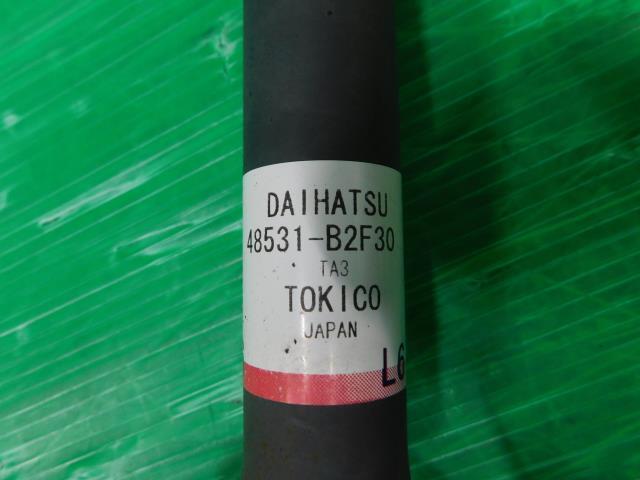 DAIHATSU
48531-B2F30
TA3
TOKICO
JAPAN
L6